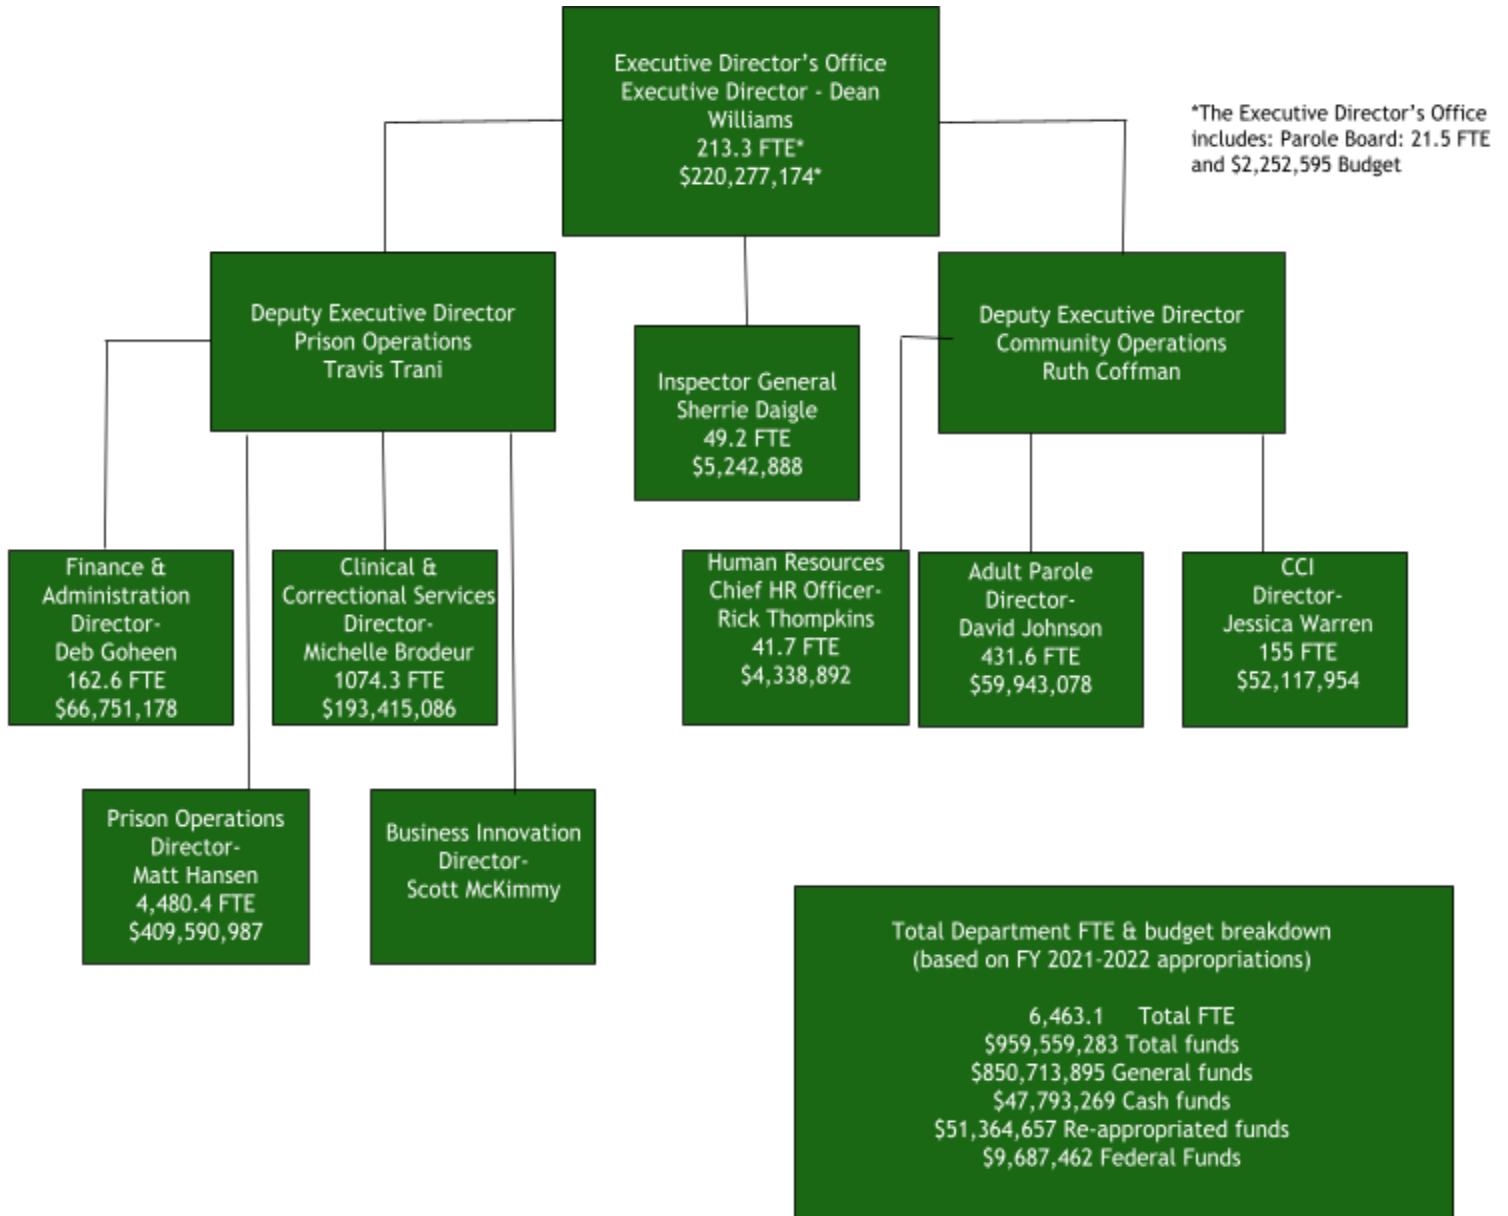 Executive Director’s Office
Executive Director - Dean
Williams
213.3 FTE*
$220,277,174*
*The Executive Director’s Office
includes: Parole Board: 21.5 FTE
and $2,252,595 Budget
Deputy Executive Director
Prison Operations
Travis Trani
Inspector General
Sherrie Daigle
49.2 FTE
$5,242,888
Deputy Executive Director
Community Operations
Ruth Coffman
Finance &
Administration
Director-
Deb Goheen
162.6 FTE
$66,751,178
Clinical &
Correctional Services
Director-
Michelle Brodeur
1074.3 FTE
$193,415,086
Human Resources
Chief HR Officer-
Rick Thompkins
41.7 FTE
$4,338,892
Adult Parole
Director-
David Johnson
431.6 FTE
$59,943,078
CCI
Director-
Jessica Warren
155 FTE
$52,117,954
Prison Operations
Director-
Matt Hansen
4,480.4 FTE
$409,590,987
Business Innovation
Director-
Scott McKimmy
Total Department FTE & budget breakdown
(based on FY 2021-2022 appropriations)
6,463.1 Total FTE
$959,559,283 Total funds
$850,713,895 General funds
$47,793,269 Cash funds
$51,364,657 Re-appropriated funds
$9,687,462 Federal Funds